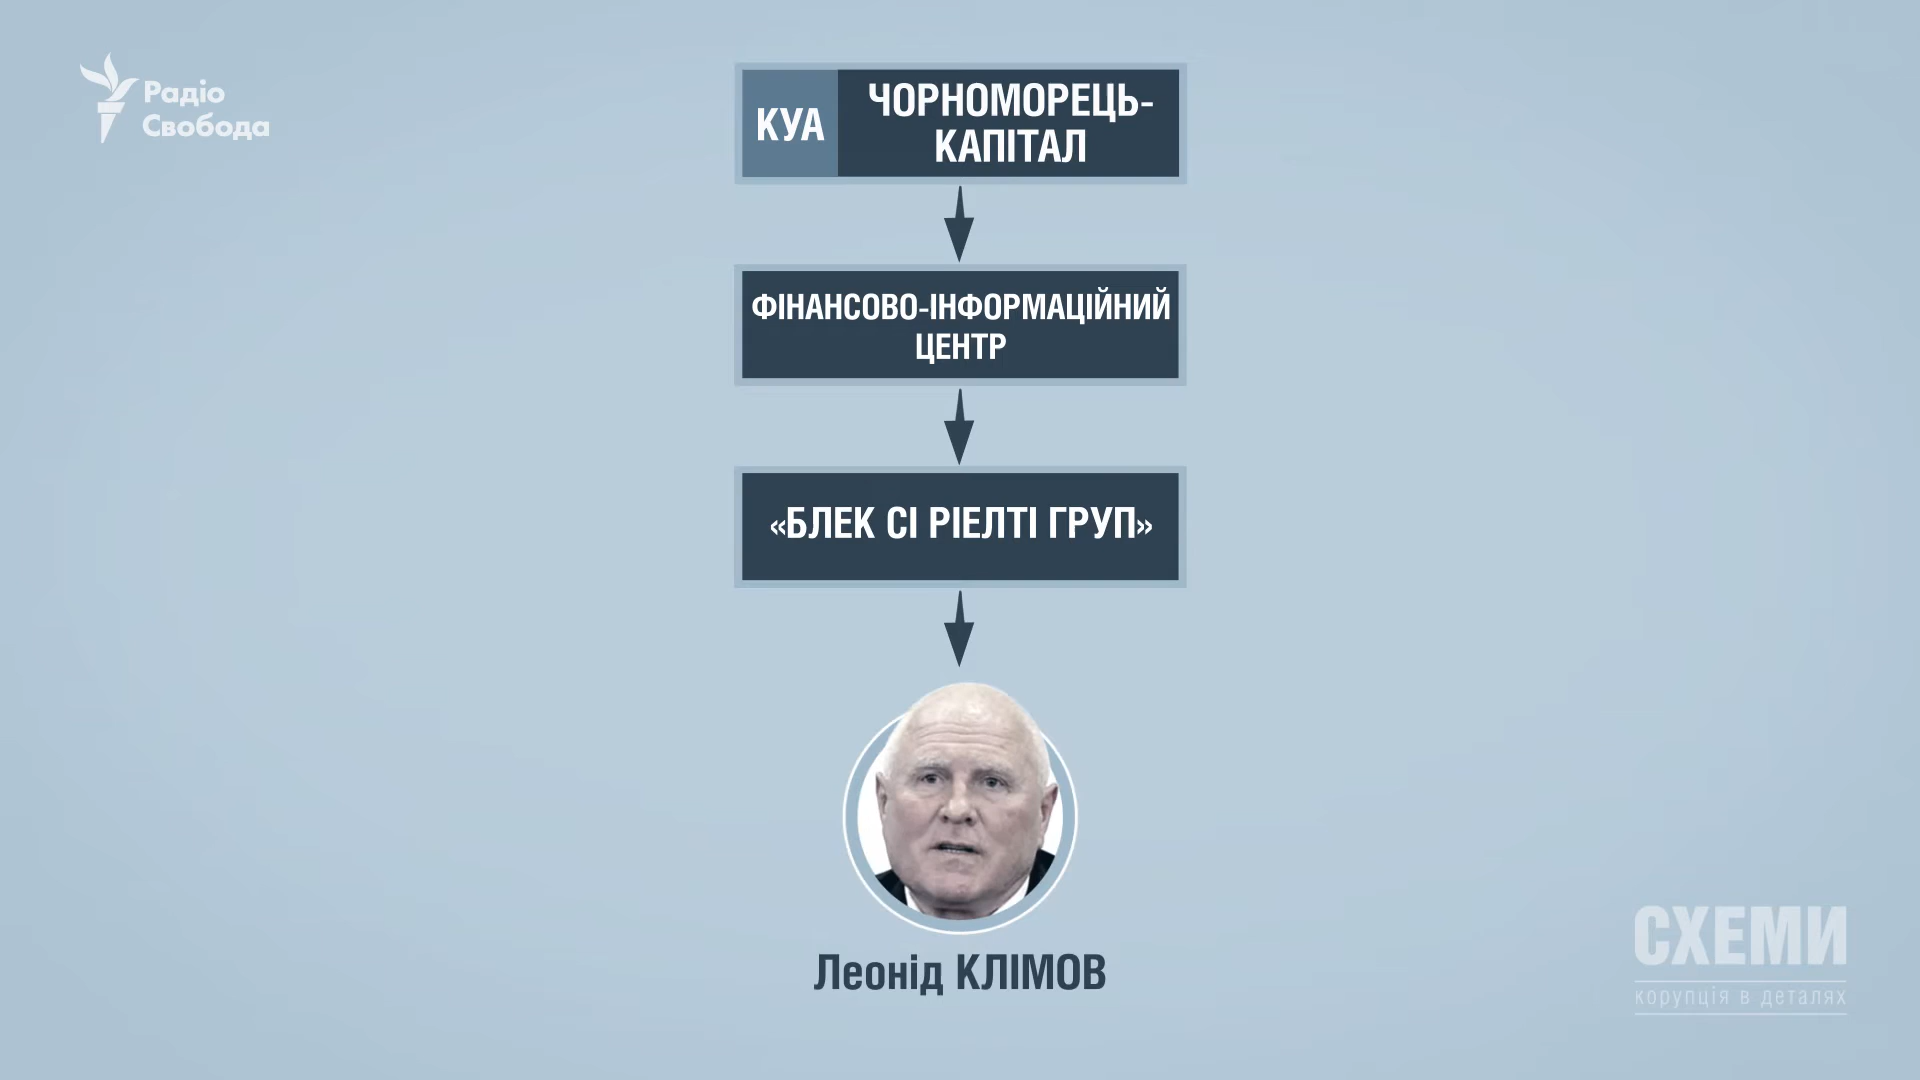 Радіо
Свобода
КУА
ЧОРНОМОРЕЦЬ-
КАПІТАЛ
ФІНАНСОВО-ІНФОРМАЦІЙНИЙ
ЦЕНТР
«БЛЕК СІ РІЕЛТІ ГРУП»
Леонід КЛІМОВ
СХЕМИ
корупція в деталях